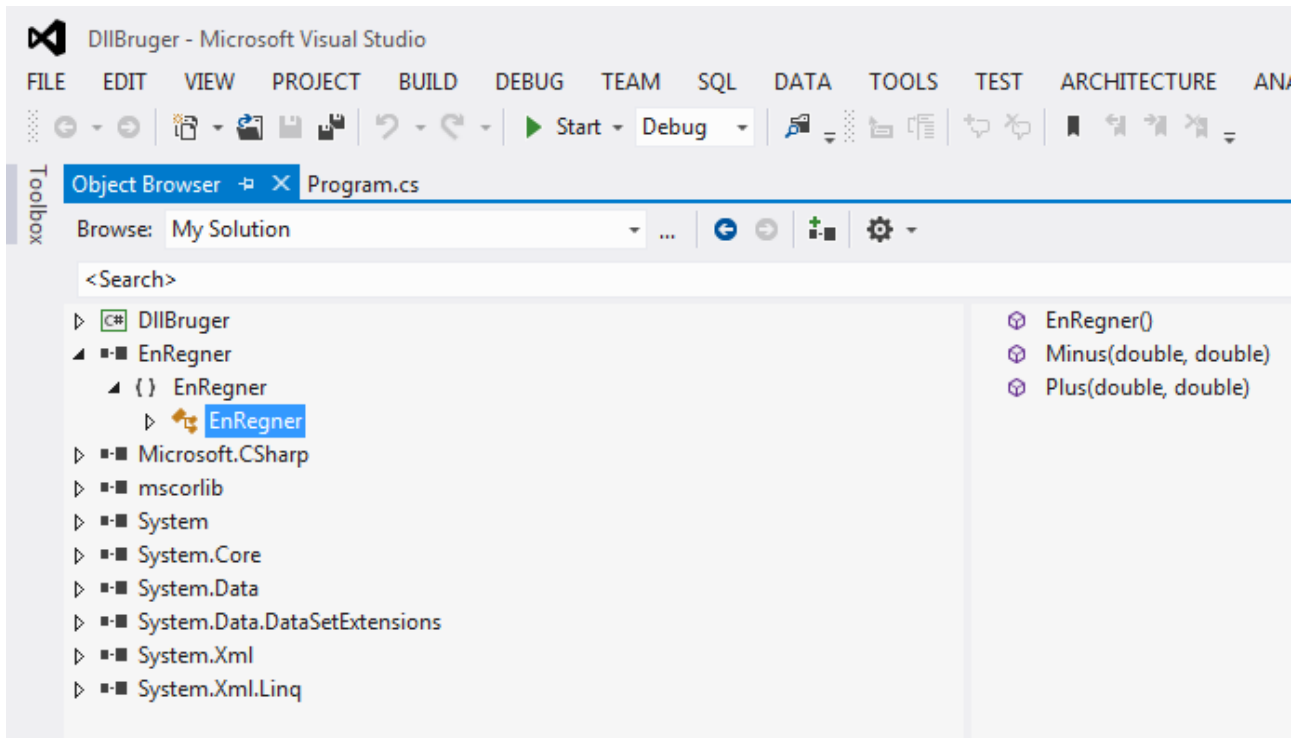 DllBruger - Microsoft Visual Studio
FILE EDIT VIEW PROJECT BUILD DEBUG TEAM SQL DATA TOOLS TEST ARCHITECTURE ANA
Start Debug
Toolbox
Object Browser Program.cs
Browse: My Solution ...
<Search>
C# DllBruger
EnRegner
{ } EnRegner
EnRegner
Microsoft.CSharp
mscorlib
System
System.Core
System.Data
System.Data.DataSetExtensions
System.Xml
System.Xml.Linq
EnRegner()
Minus(double, double)
Plus(double, double)